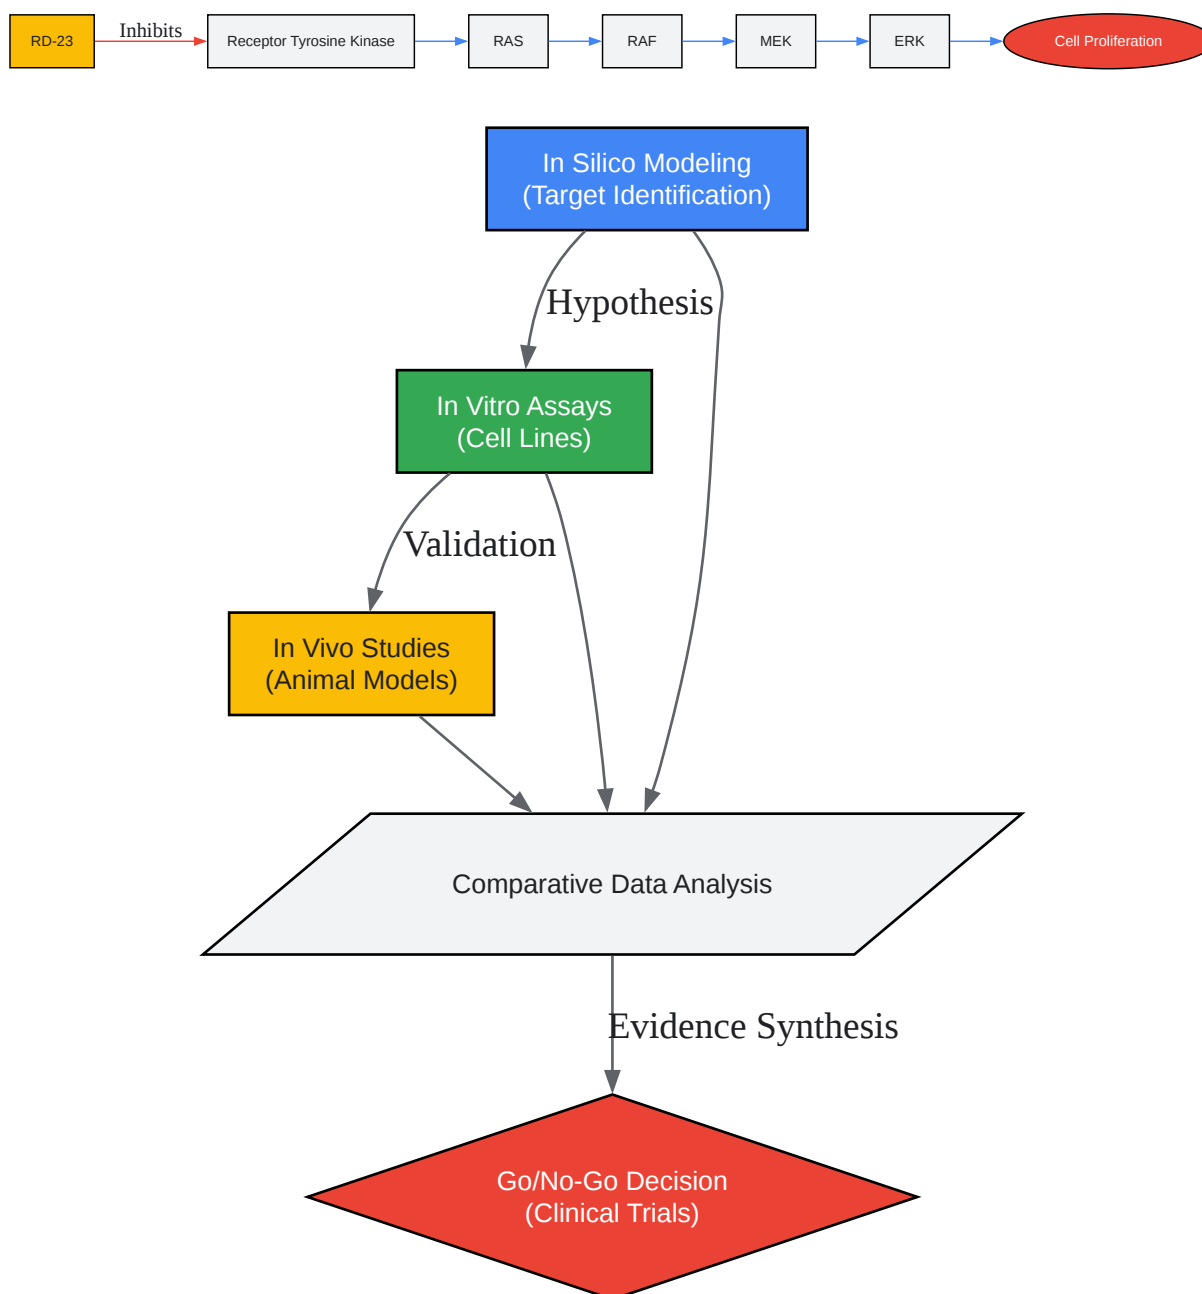 RD-23
Inhibits
Receptor Tyrosine Kinase
RAS
RAF
MEK
ERK
Cell Proliferation
In Silico Modeling
(Target Identification)
Hypothesis
In Vitro Assays
(Cell Lines)
Validation
In Vivo Studies
(Animal Models)
Comparative Data Analysis
Evidence Synthesis
Go/No-Go Decision
(Clinical Trials)